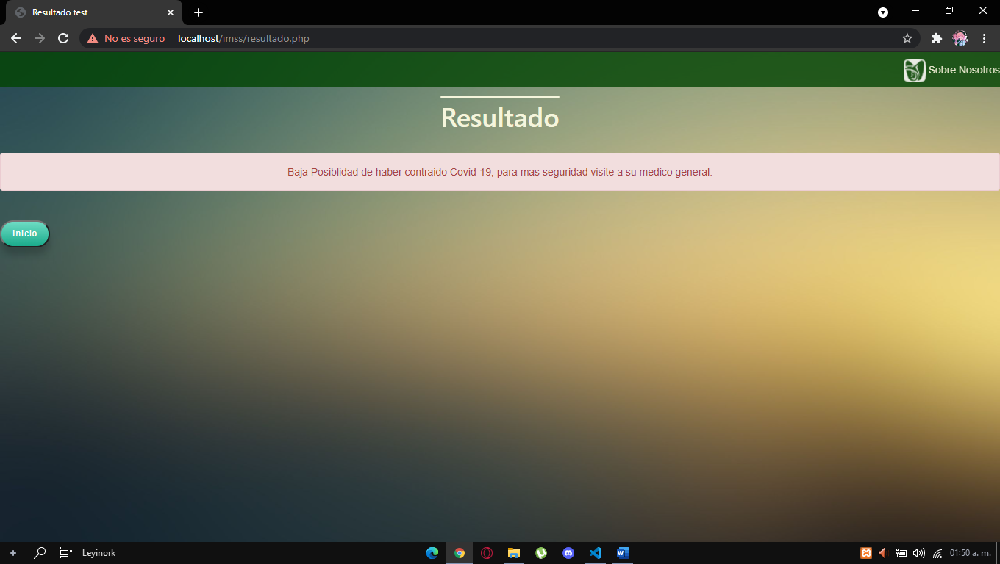 Resultado test
No es seguro
localhost/imss/resultado.php
Sobre Nosotros
Resultado
Baja Posiblidad de haber contraido Covid-19, para mas seguridad visite a su medico general.
Inicio
Leyinork
01:50 a. m.